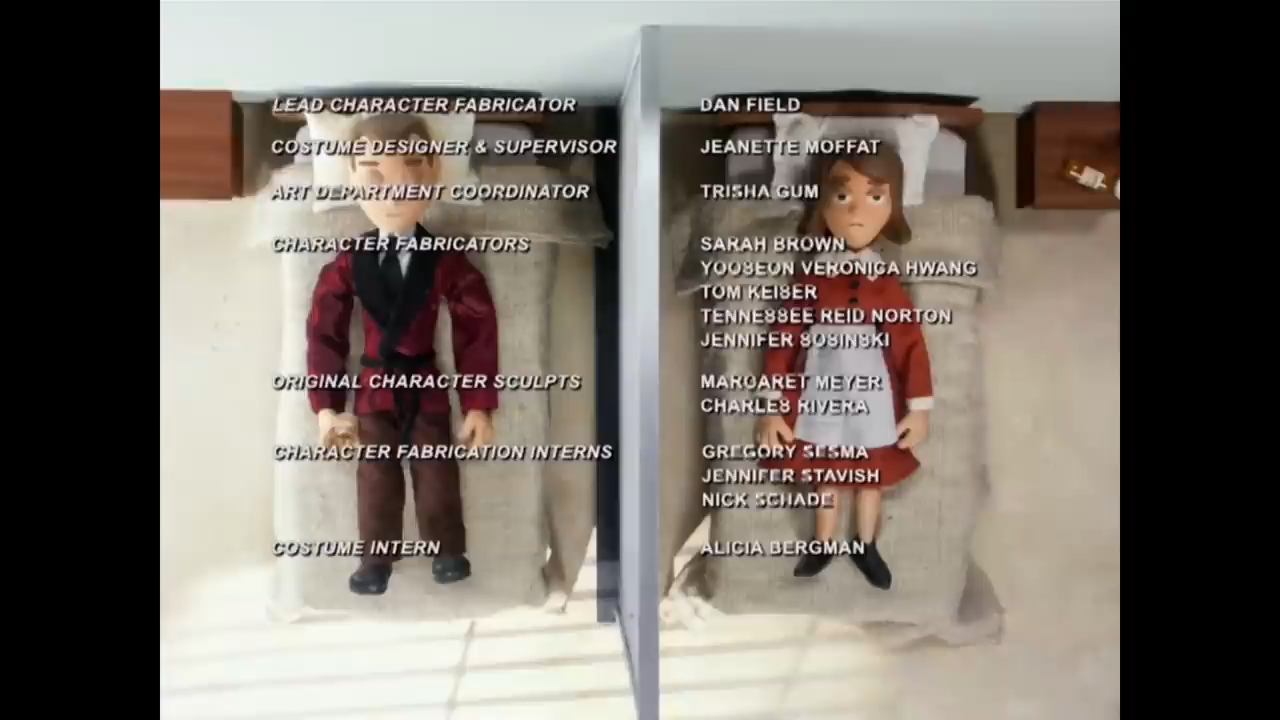 LEAD CHARACTER FABRICATOR DAN FIELD
COSTUME DESIGNER & SUPERVISOR JEANETTE MOFFAT
ART DEPARTMENT COORDINATOR TRISHA GUM
CHARACTER FABRICATORS SARAH BROWN
YOOSEON VERONICA HWANG
TOM KEISER
TENNESSEE REID NORTON
JENNIFER SOSINSKI
ORIGINAL CHARACTER SCULPTS MARGARET MEYER
CHARLES RIVERA
CHARACTER FABRICATION INTERNS GREGORY SESMA
JENNIFER STAVISH
NICK SCHADE
COSTUME INTERN ALICIA BERGMAN